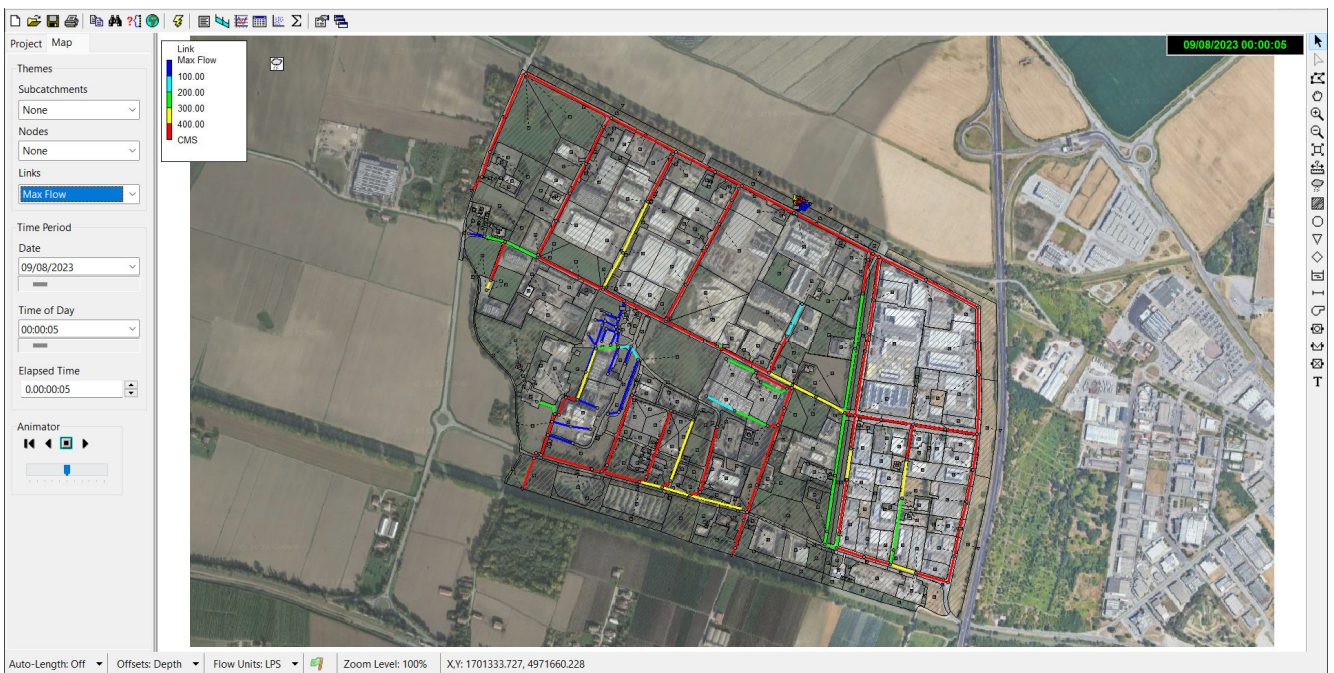 Project Map
Themes
Subcatchments
None
Nodes
None
Links
Max Flow
Time Period
Date
09/08/2023
Time of Day
00:00:05
Elapsed Time
0.00:00:05
Animator
Link
Max Flow
100.00
200.00
300.00
400.00
CMS
09/08/2023 00:00:05
T
Auto-Length: Off Offsets: Depth Flow Units: LPS Zoom Level: 100% X,Y: 1701333.727, 4971660.228